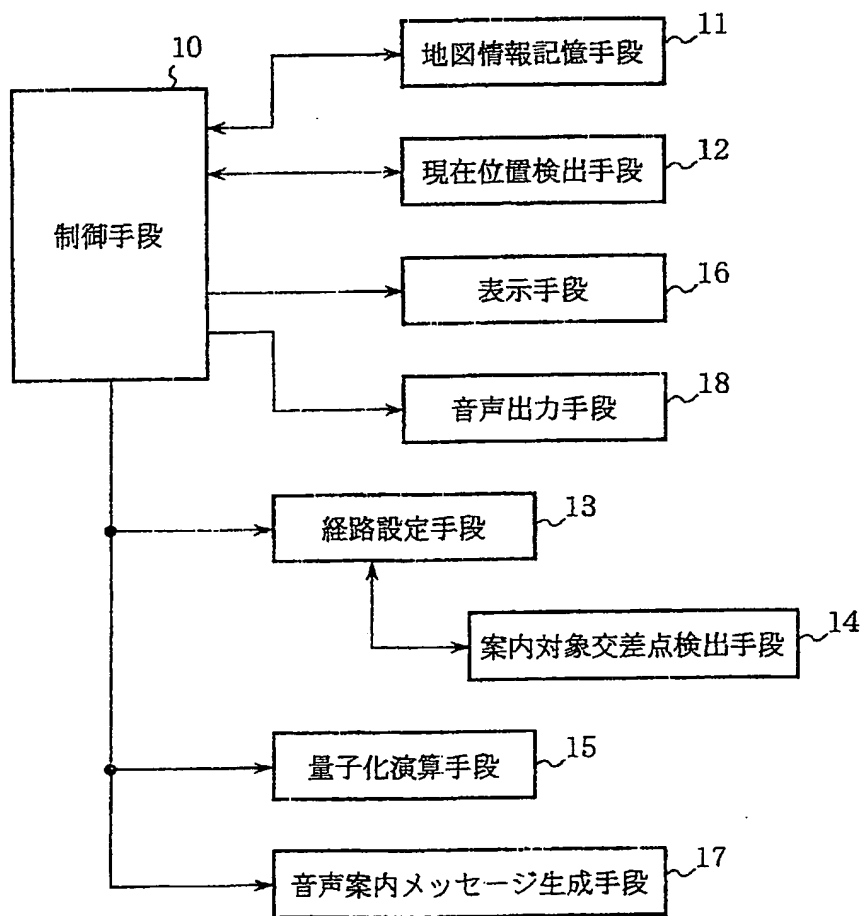 10
制御手段
地図情報記憶手段
11
現在位置検出手段
12
表示手段
16
音声出力手段
18
経路設定手段
13
案内対象交差点検出手段
14
量子化演算手段
15
音声案内メッセージ生成手段
17